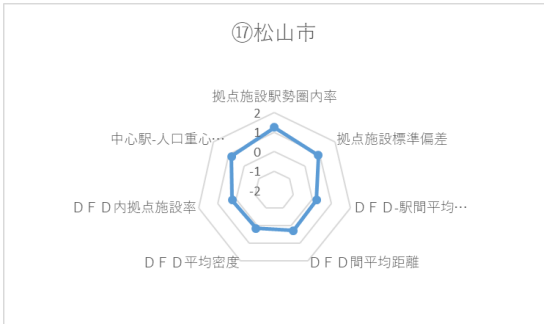 ⑰松山市
拠点施設駅勢圏内率
拠点施設標準偏差
ＤＦＤ-駅間平均…
ＤＦＤ間平均距離
ＤＦＤ平均密度
ＤＦＤ内拠点施設率
中心駅-人口重心…
2
1
0
-1
-2